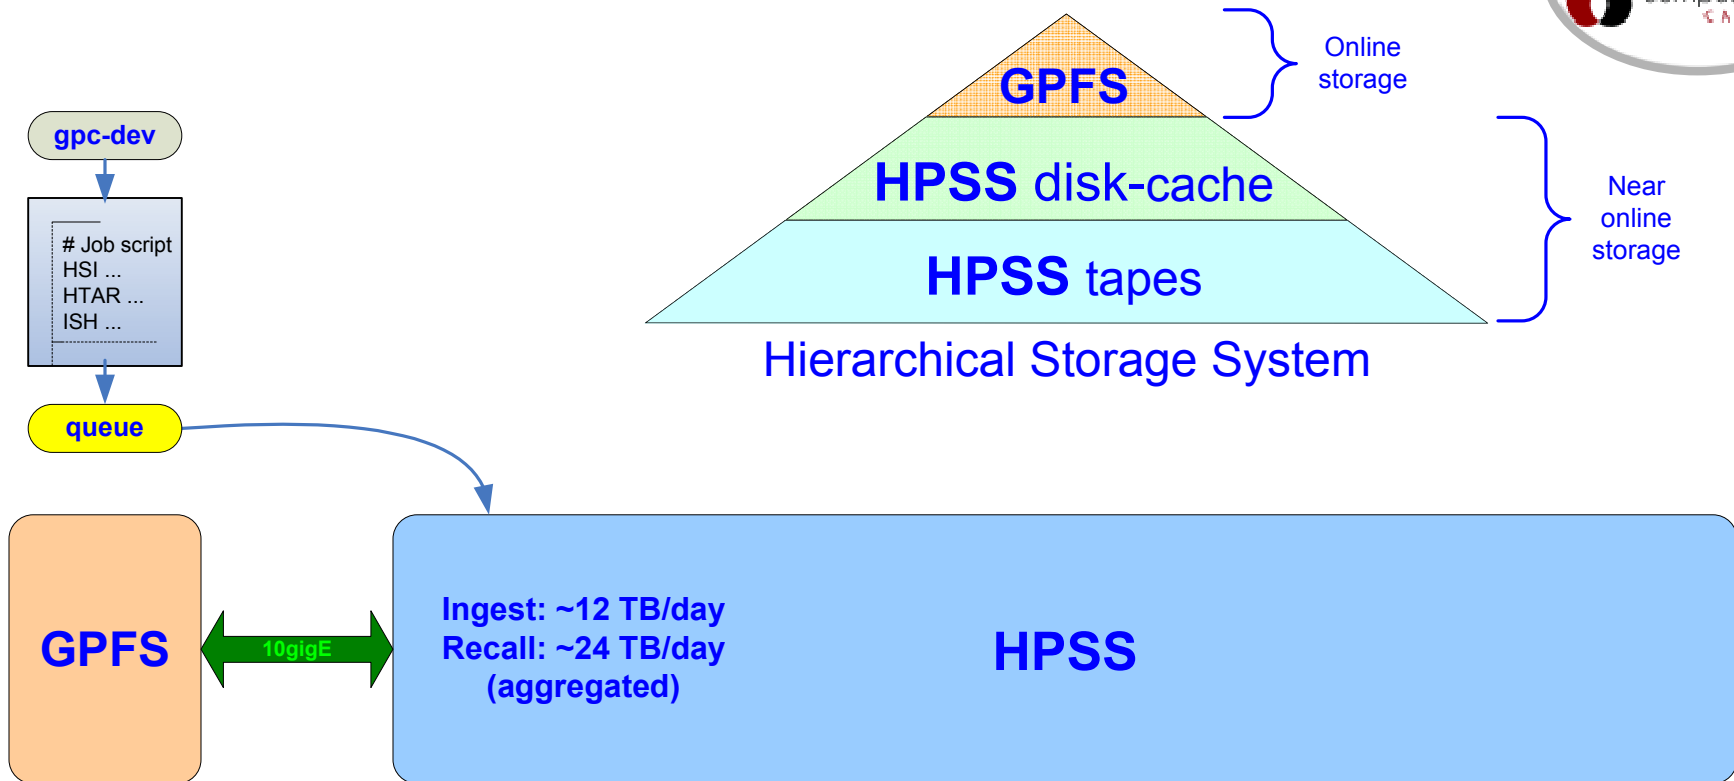 GPFS
Online
storage
gpc-dev
HPSS disk-cache
Near
online
storage
# Job script
HSI ...
HTAR ...
ISH ...
HPSS tapes
Hierarchical Storage System
queue
GPFS
10gigE
Ingest: ~12 TB/day
Recall: ~24 TB/day
(aggregated)
HPSS